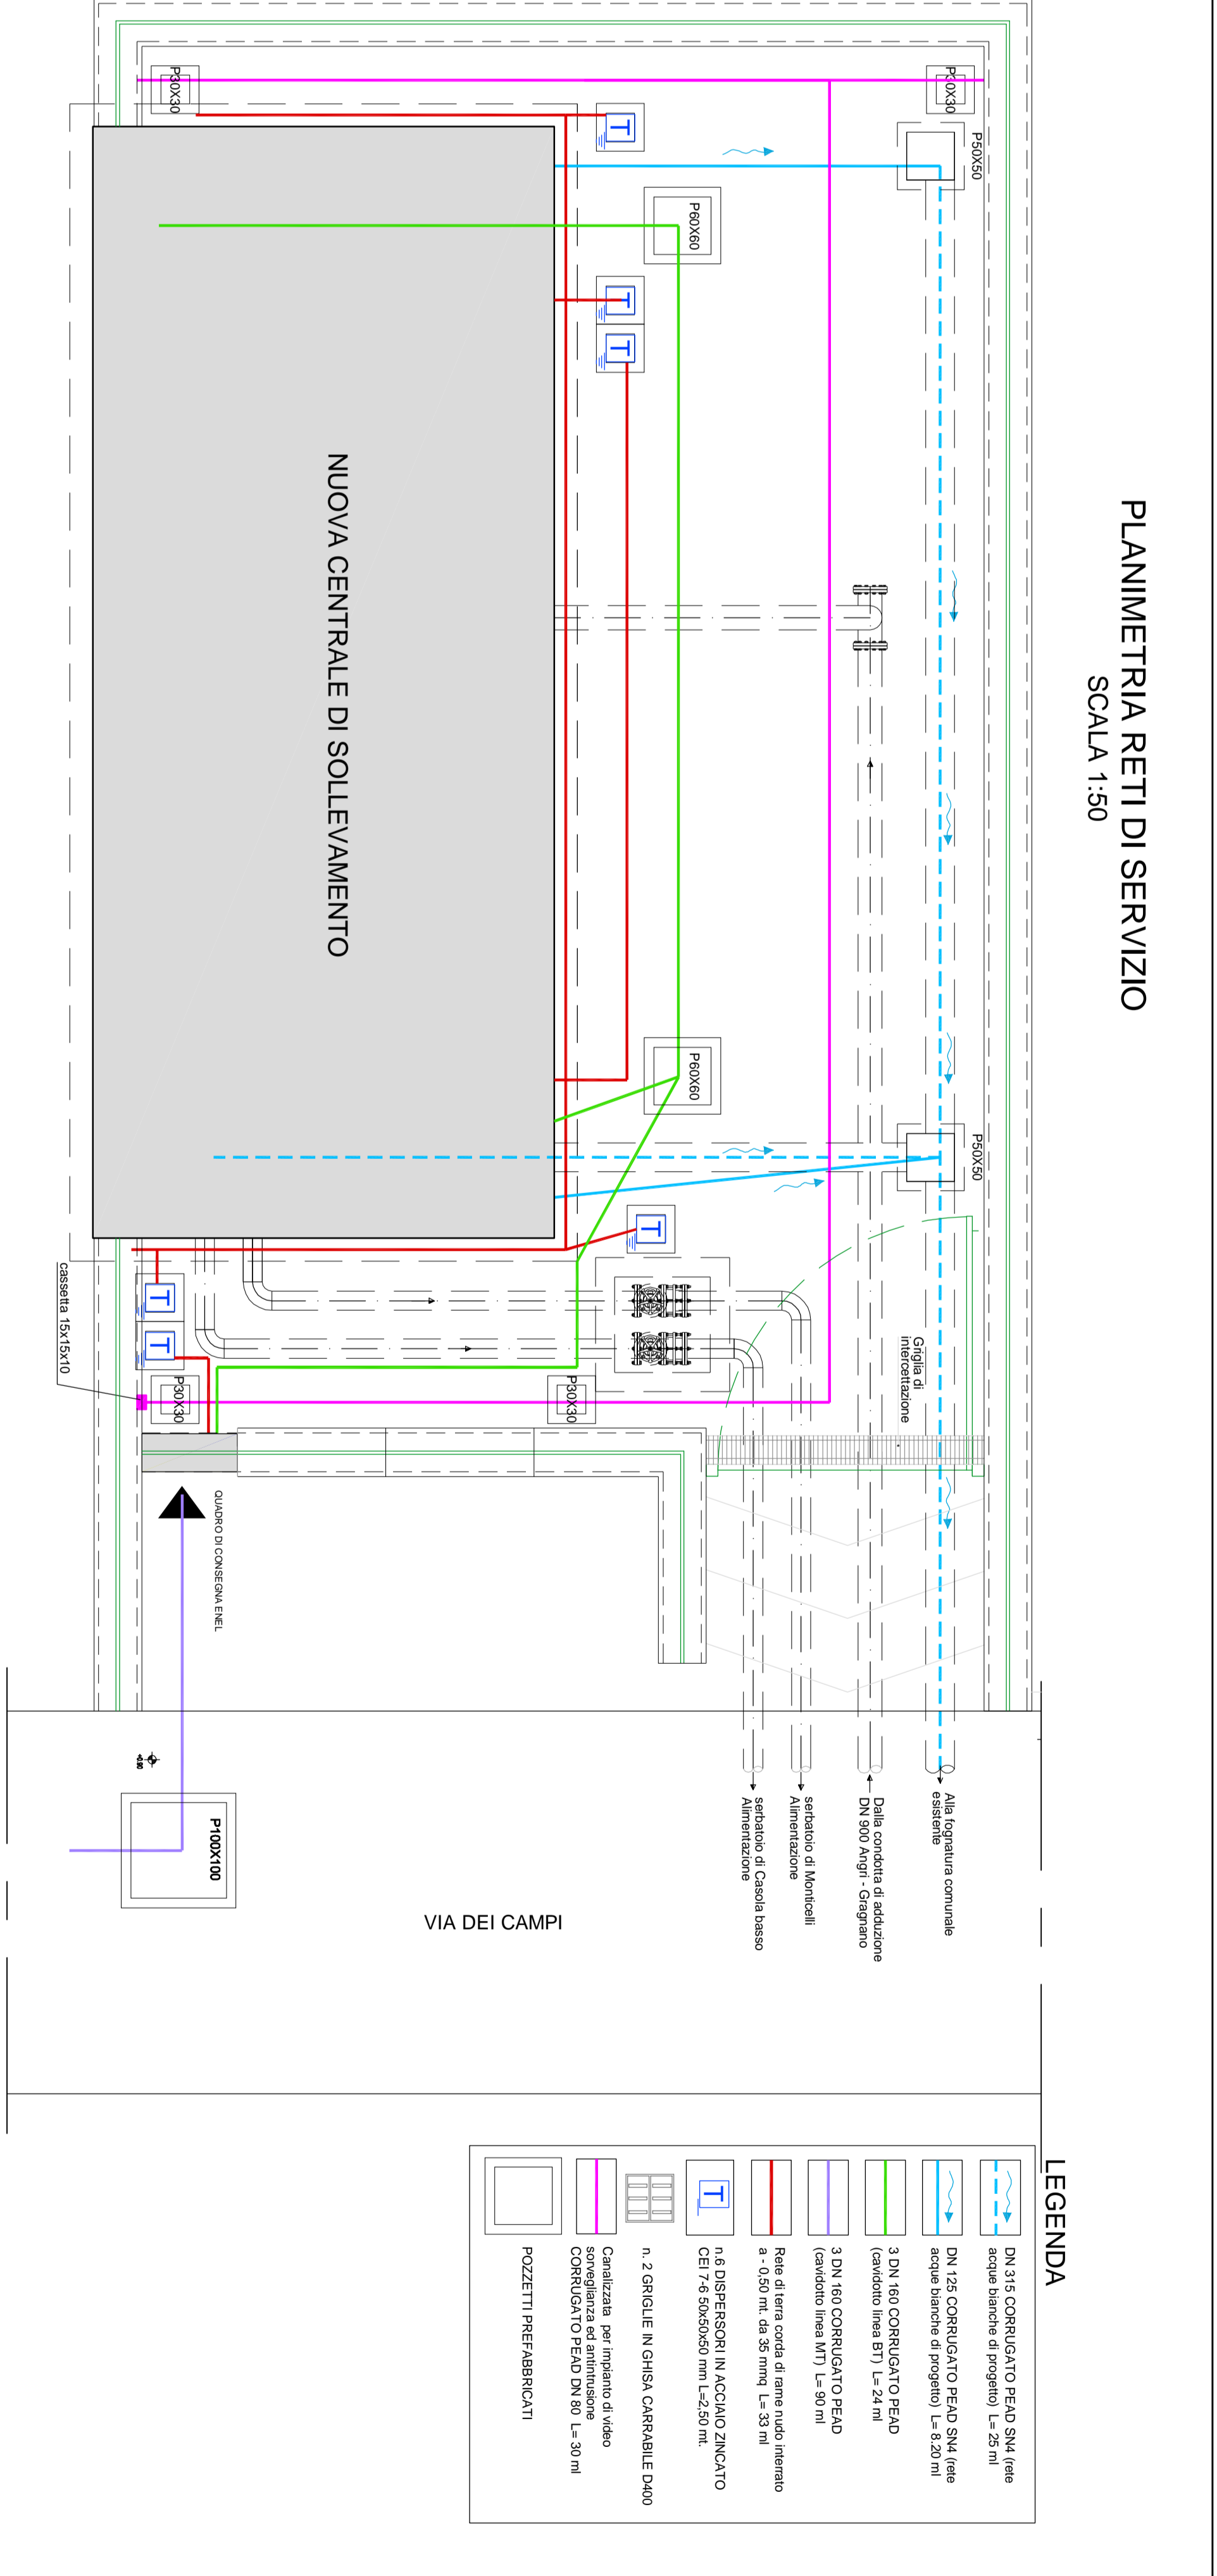 PLANIMETRIA RETI DI SERVIZIO
SCALA 1:50
P30X30
P30X30
P50X50
T
P60X60
T
T
NUOVA CENTRALE DI SOLLEVAMENTO
P60X60
P50X50
T
T
T
cassetta 15x15x10
P30X30
P30X30
Griglia di
intercettazione
QUADRO DI CONSEGNA ENEL
P100X100
VIA DEI CAMPI
Alla fognatura comunale
esistente
Dalla condotta di adduzione
DN 900 Angri - Gragnano
serbatoio di Monticelli
Alimentazione
serbatoio di Casola basso
Alimentazione
LEGENDA
DN 315 CORRUGATO PEAD SN4 (rete
acque bianche di progetto) L= 25 ml
DN 125 CORRUGATO PEAD SN4 (rete
acque bianche di progetto) L= 8.20 ml
3 DN 160 CORRUGATO PEAD
(cavidotto linea BT) L= 24 ml
3 DN 160 CORRUGATO PEAD
(cavidotto linea MT) L= 90 ml
Rete di terra corda di rame nudo interrato
a - 0,50 mt. da 35 mmq L= 33 ml
T
n.6 DISPERSORI IN ACCIAIO ZINCATO
CEI 7-6 50x50x50 mm L=2,50 mt.
n. 2 GRIGLIE IN GHISA CARRABILE D400
Canalizzata per impianto di video
sorveglianza ed antintrusione
CORRUGATO PEAD DN 80 L= 30 ml
POZZETTI PREFABBRICATI